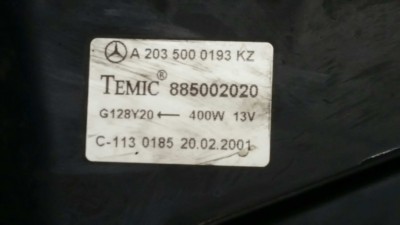 A 203 500 0193 KZ
TEMIC® 885002020
G128Y20 ← 400W 13V
C-113 0185 20.02.2001